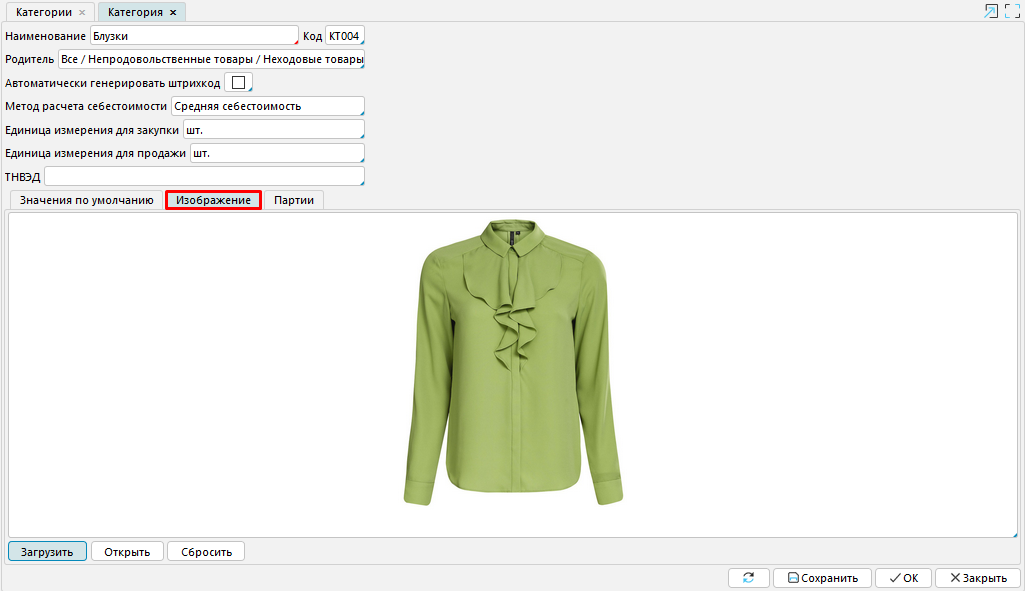 Категории Категория
Наименование Блузки Код КТ004
Родитель Все / Непродовольственные товары / Неходовые товары
Автоматически генерировать штрихкод
Метод расчета себестоимости Средняя себестоимость
Единица измерения для закупки шт.
Единица измерения для продажи шт.
ТНВЭД
Значения по умолчанию Изображение Партии
Загрузить Открыть Сбросить
Сохранить ОК Закрыть